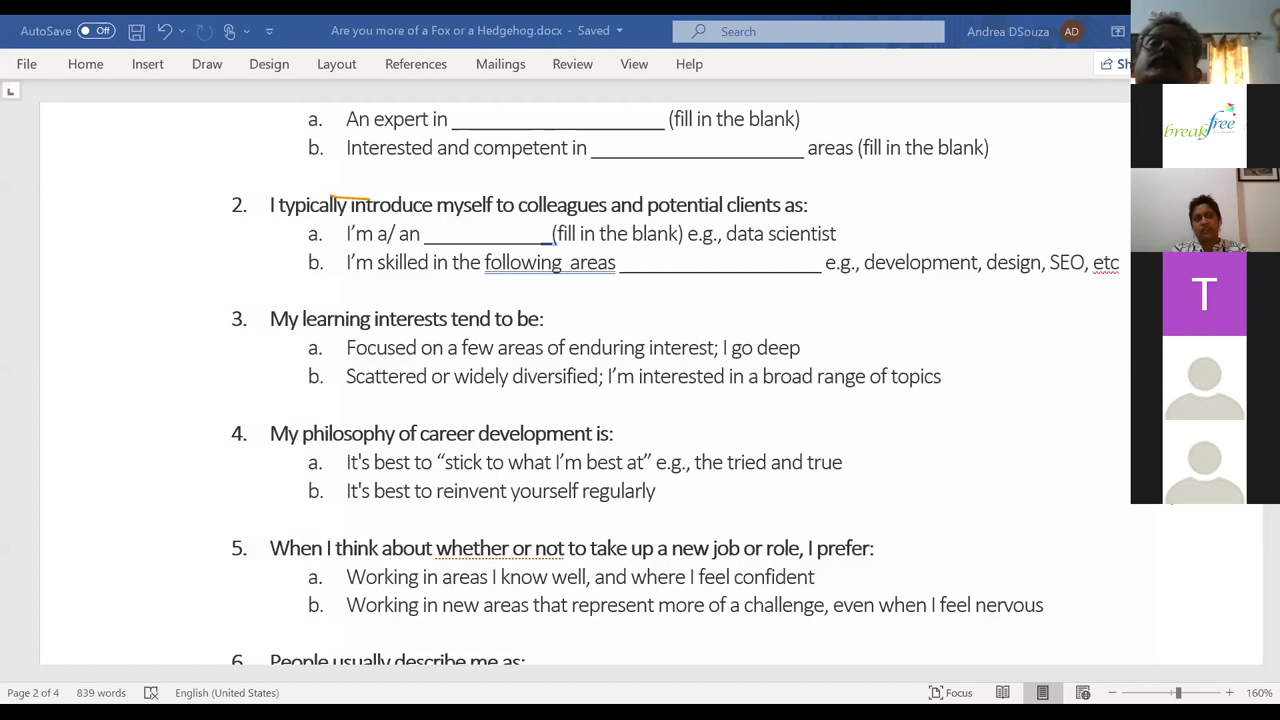 AutoSave Off Are you more of a Fox or a Hedgehog.docx - Saved Search Andrea DSouza AD
File Home Insert Draw Design Layout References Mailings Review View Help Sh
a. An expert in ____________________ (fill in the blank)
b. Interested and competent in ____________________ areas (fill in the blank)
2. I typically introduce myself to colleagues and potential clients as:
a. I'm a/ an ____________(fill in the blank) e.g., data scientist
b. I'm skilled in the following areas ___________________ e.g., development, design, SEO, etc
3. My learning interests tend to be:
a. Focused on a few areas of enduring interest; I go deep
b. Scattered or widely diversified; I'm interested in a broad range of topics
4. My philosophy of career development is:
a. It's best to “stick to what I'm best at” e.g., the tried and true
b. It's best to reinvent yourself regularly
5. When I think about whether or not to take up a new job or role, I prefer:
a. Working in areas I know well, and where I feel confident
b. Working in new areas that represent more of a challenge, even when I feel nervous
6. People usually describe me as:
Page 2 of 4 839 words English (United States) Focus 160%
break free
T